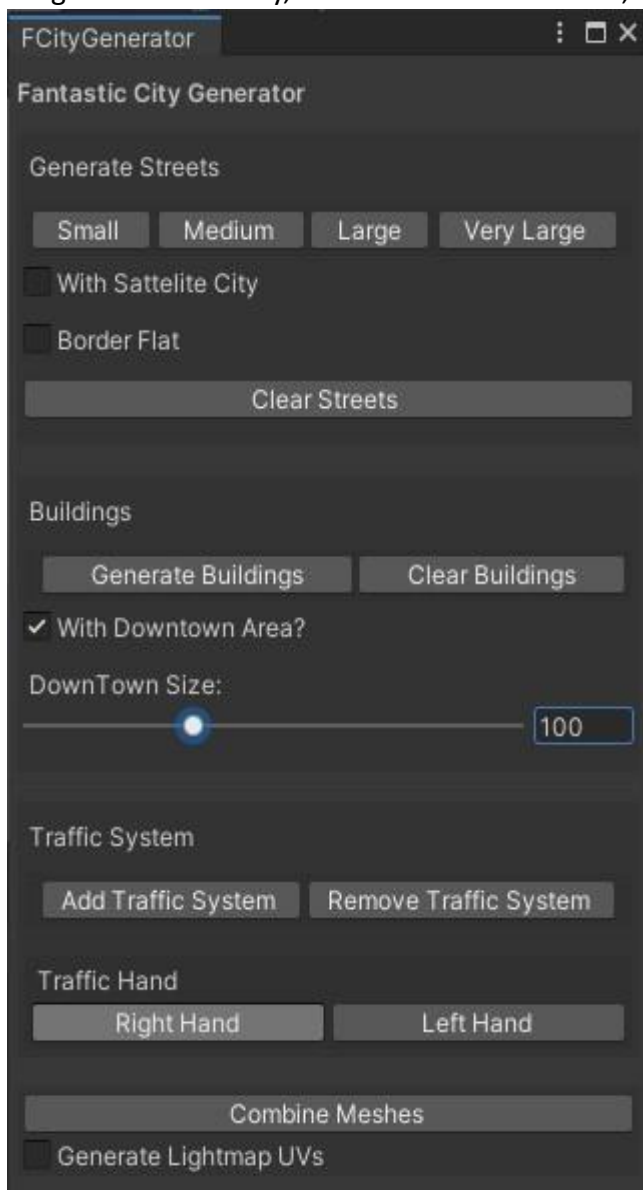 FCityGenerator
Fantastic City Generator
Generate Streets
Small Medium Large Very Large
With Sattelite City
Border Flat
Clear Streets
Buildings
Generate Buildings Clear Buildings
With Downtown Area?
DownTown Size:
100
Traffic System
Add Traffic System Remove Traffic System
Traffic Hand
Right Hand Left Hand
Combine Meshes
Generate Lightmap UVs